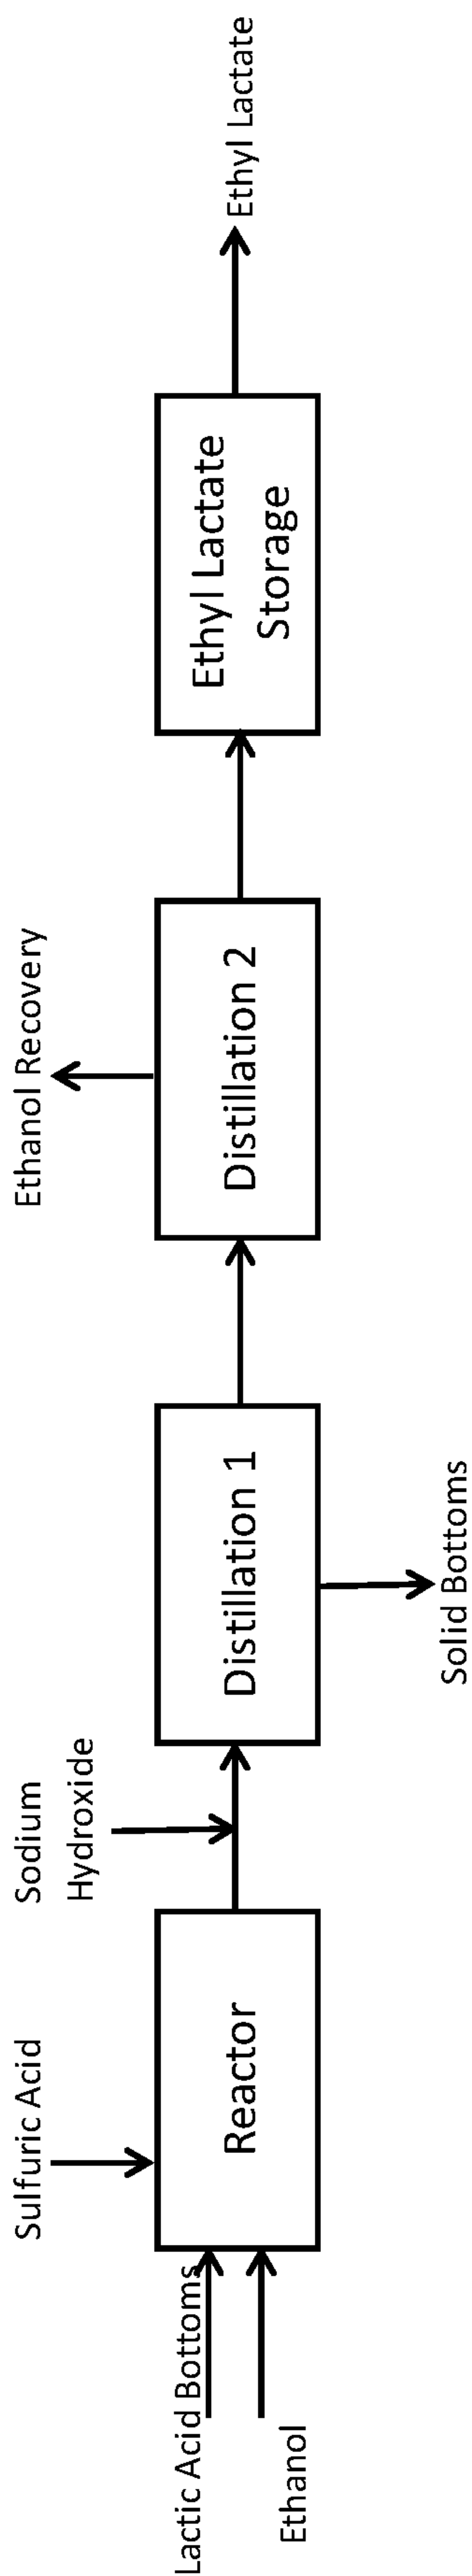 Lactic Acid Bottoms
Ethanol
Sulfuric Acid
Reactor
Sodium
Hydroxide
Distillation 1
Solid Bottoms
Distillation 2
Ethanol Recovery
Ethyl Lactate
Storage
Ethyl Lactate